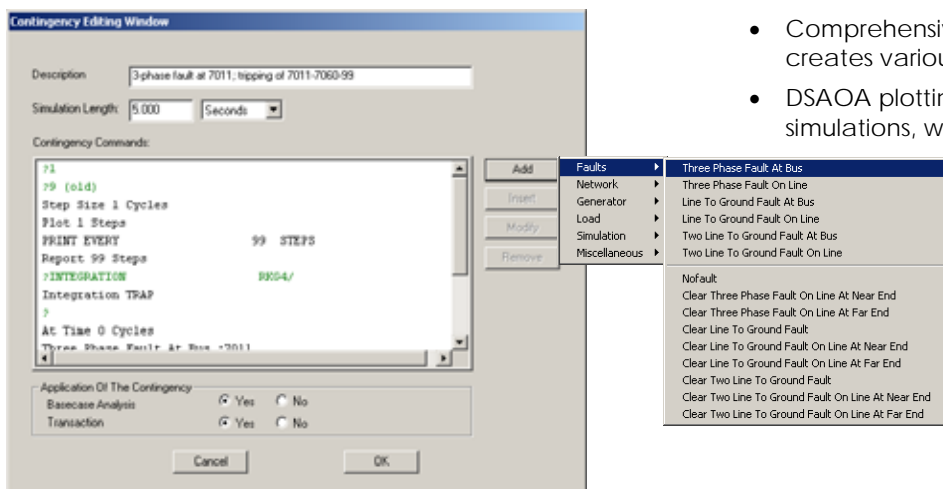 Contingency Editing Window
Description 3-phase fault at 7011; tripping of 7011-7060-99
Simulation Length: 5.000 Seconds
Contingency Commands:
?1
?9 (old)
Step Size 1 Cycles
Plot 1 Steps
PRINT EVERY 99 STEPS
Report 99 Steps
?INTEGRATION RKG4/
Integration TRAP
?
At Time 0 Cycles
Three Phase Fault At Bus
Add
Insert
Modify
Remove
Application Of The Contingency
Basecase Analysis Yes No
Transaction Yes No
Cancel OK
• 
creates
• DSAOA
simulations,
Faults
Network
Generator
Load
Simulation
Miscellaneous
Three Phase Fault At Bus
Three Phase Fault On Line
Line To Ground Fault At Bus
Line To Ground Fault On Line
Two Line To Ground Fault At Bus
Two Line To Ground Fault On Line
Nofault
Clear Three Phase Fault On Line At Near End
Clear Three Phase Fault On Line At Far End
Clear Line To Ground Fault
Clear Line To Ground Fault On Line At Near End
Clear Line To Ground Fault On Line At Far End
Clear Two Line To Ground Fault
Clear Two Line To Ground Fault On Line At Near End
Clear Two Line To Ground Fault On Line At Far End